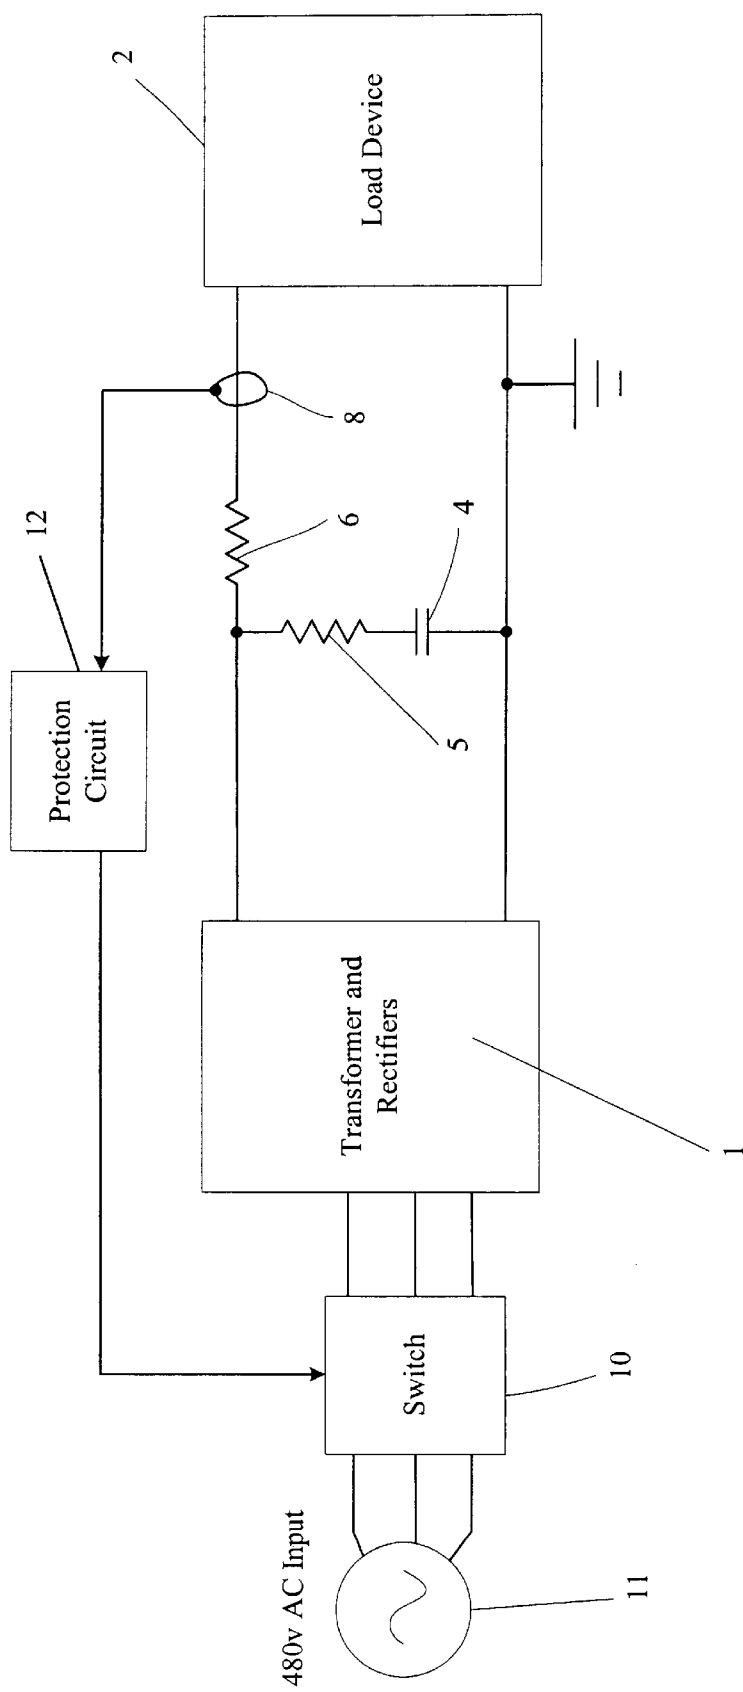 2
Load Device
8
12
6
4
Protection
Circuit
5
Transformer and
Rectifiers
1
Switch
10
480v AC Input
11